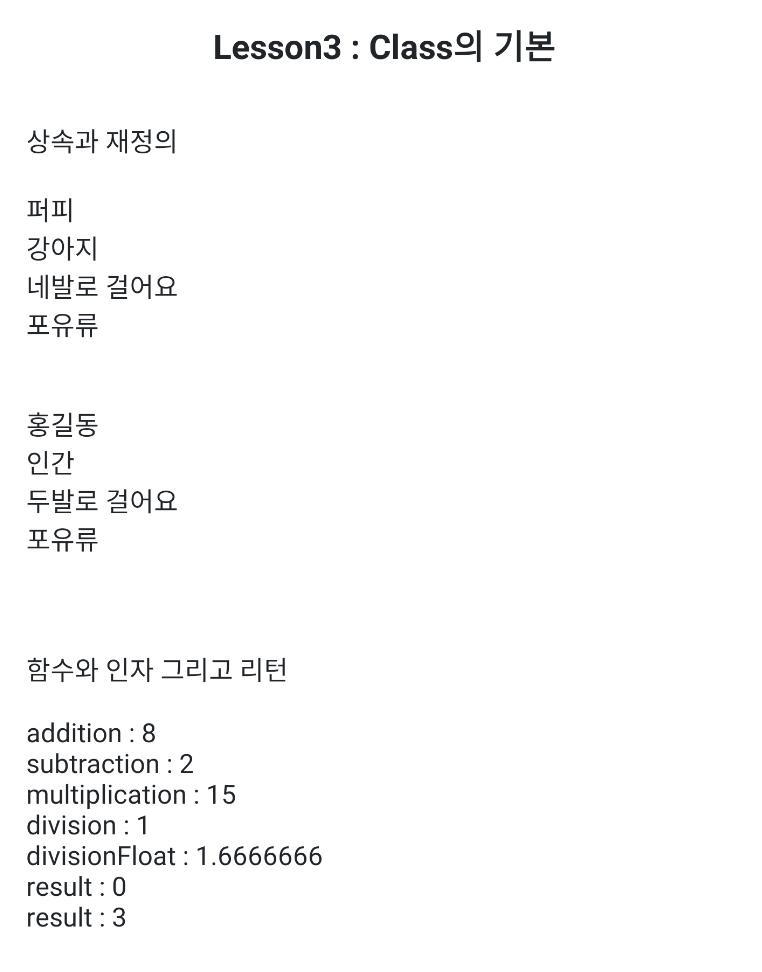 Lesson3 : Class의 기본
상속과 재정의
퍼피
강아지
네발로 걸어요
포유류
홍길동
인간
두발로 걸어요
포유류
함수와 인자 그리고 리턴
addition : 8
subtraction : 2
multiplication : 15
division : 1
divisionFloat : 1.6666666
result : 0
result : 3